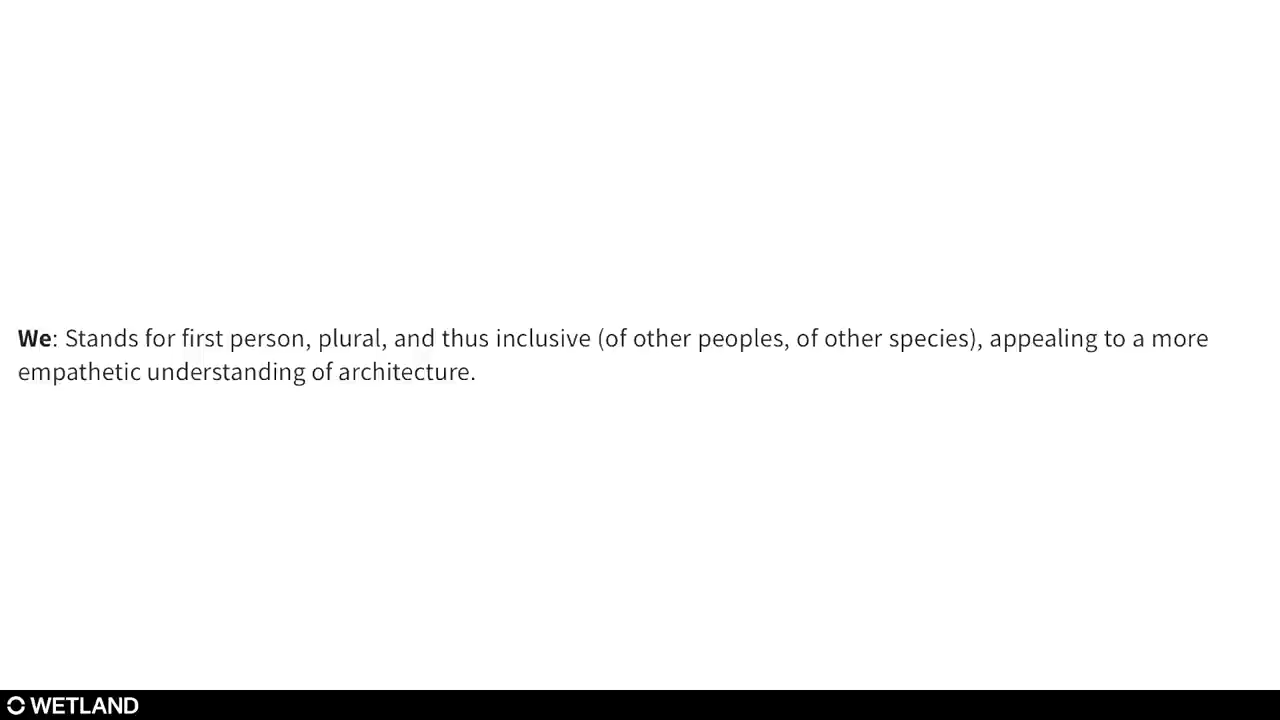 We: Stands for first person, plural, and thus inclusive (of other peoples, of other species), appealing to a more
empathetic understanding of architecture.
WETLAND